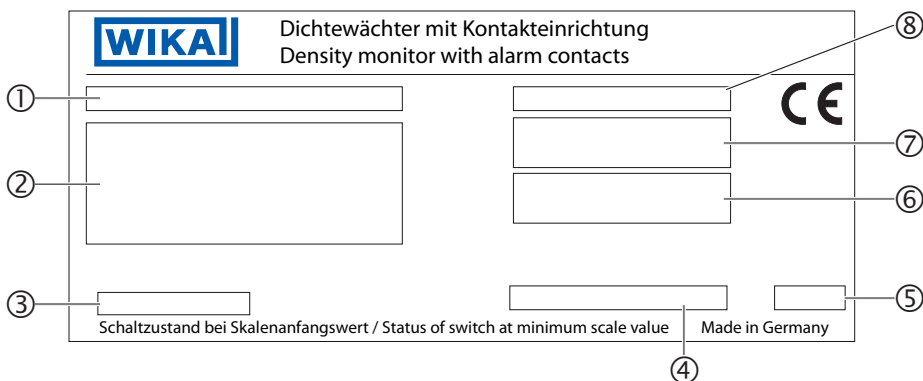 WIKA
Dichtewächter mit Kontakteinrichtung
Density monitor with alarm contacts
⑧
①
CE
⑦
②
⑥
③
⑤
Schaltzustand bei Skalenanfangswert / Status of switch at minimum scale value
Made in Germany
④